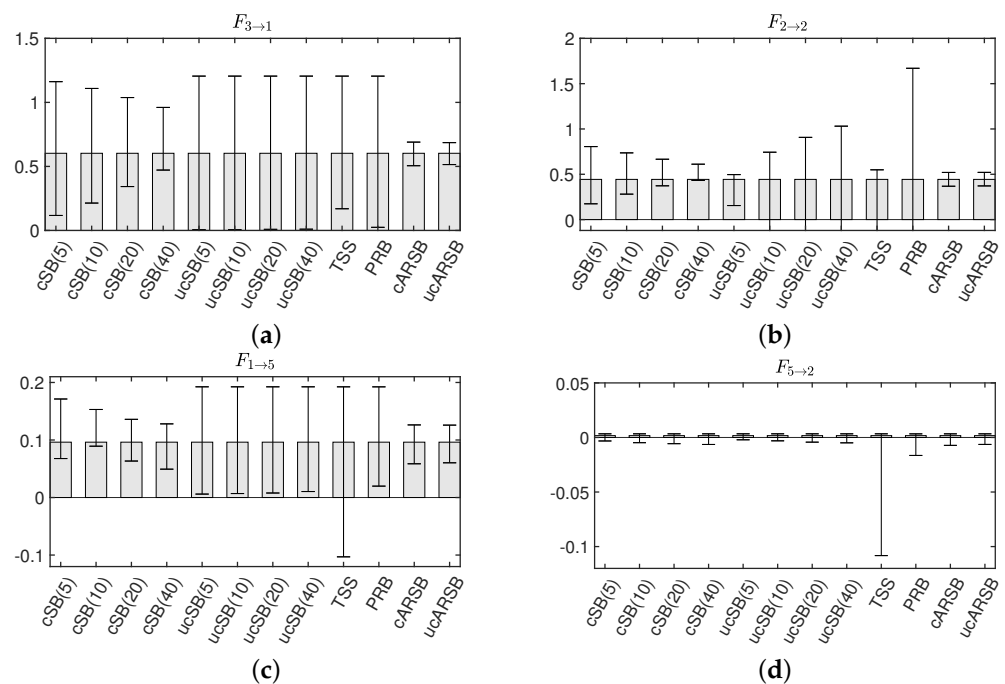 F3→1
1.5
1
0.5
0
cSB(5)
cSB(10)
cSB(20)
cSB(40)
ucSB(5)
ucSB(10)
ucSB(20)
ucSB(40)
TSS
PRB
cARSB
ucARSB
(a)
F2→2
2
1.5
1
0.5
0
cSB(5)
cSB(10)
cSB(20)
cSB(40)
ucSB(5)
ucSB(10)
ucSB(20)
ucSB(40)
TSS
PRB
cARSB
ucARSB
(b)
F1→5
0.2
0.1
0
-0.1
cSB(5)
cSB(10)
cSB(20)
cSB(40)
ucSB(5)
ucSB(10)
ucSB(20)
ucSB(40)
TSS
PRB
cARSB
ucARSB
(c)
F5→2
0.05
0
-0.05
-0.1
cSB(5)
cSB(10)
cSB(20)
cSB(40)
ucSB(5)
ucSB(10)
ucSB(20)
ucSB(40)
TSS
PRB
cARSB
ucARSB
(d)